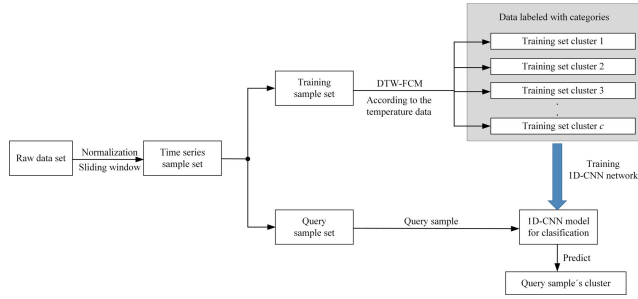 Data labeled with categories
Training set cluster 1
Training set cluster 2
Training set cluster 3
.
.
Training set cluster c
Training
sample set
DTW-FCM
According to the
temperature data
Raw data set
Normalization
Sliding window
Time series
sample set
Training
1D-CNN network
Query
sample set
Query sample
1D-CNN model
for clasification
Predict
Query sample´s cluster